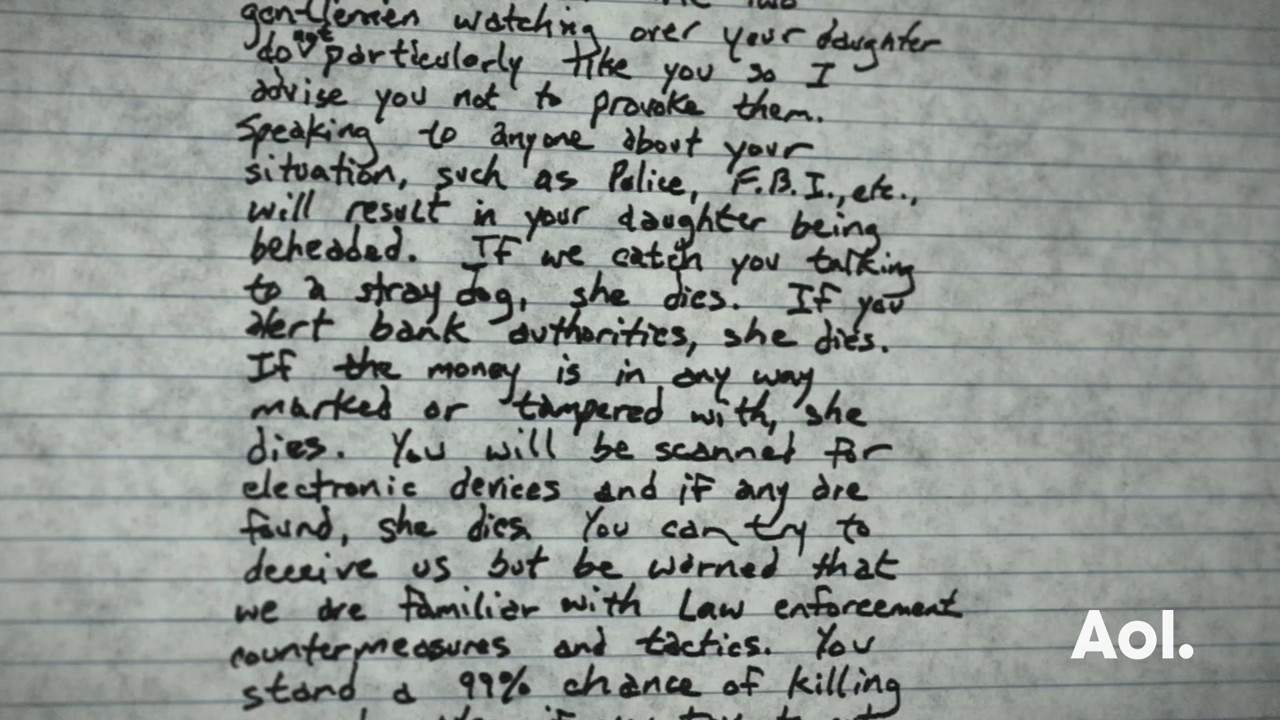 gentlemen watching over your daughter
do not particularly like you so I
advise you not to provoke them.
Speaking to anyone about your
situation, such as Police, F.B.I., etc.,
will result in your daughter being
beheaded. If we catch you talking
to a stray dog, she dies. If you
alert bank authorities, she dies.
If the money is in any way
marked or tampered with, she
dies. You will be scanned for
electronic devices and if any are
found, she dies. You can try to
deceive us but be warned that
we are familiar with Law enforcement
countermeasures and tactics. You
stand a 99% chance of killing
Aol.